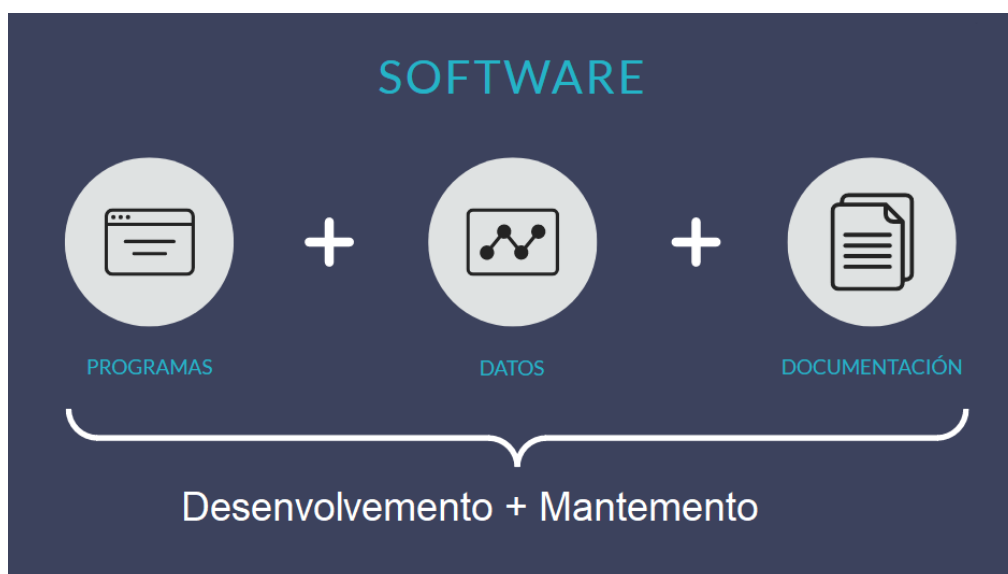 SOFTWARE
PROGRAMAS
DATOS
DOCUMENTACIÓN
Desenvolvemento + Mantemento